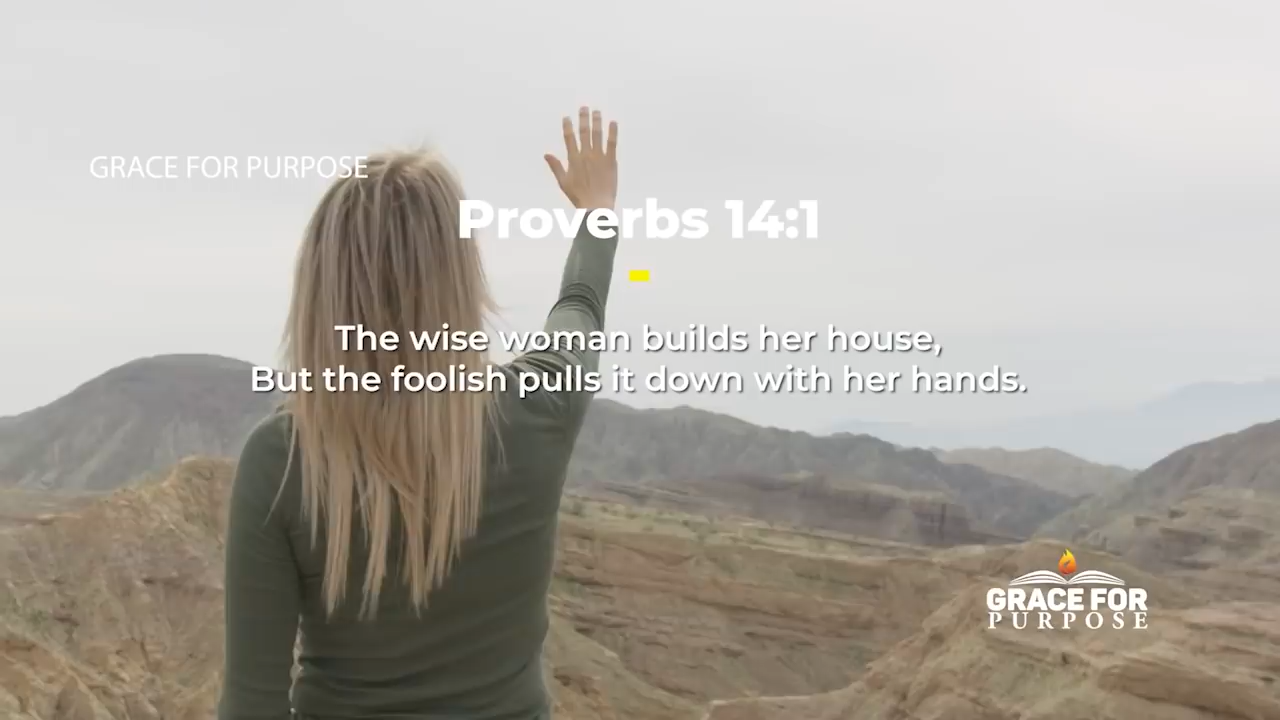 GRACE FOR PURPOSE
Proverbs 14:1
The wise woman builds her house,
But the foolish pulls it down with her hands.
GRACE FOR
PURPOSE